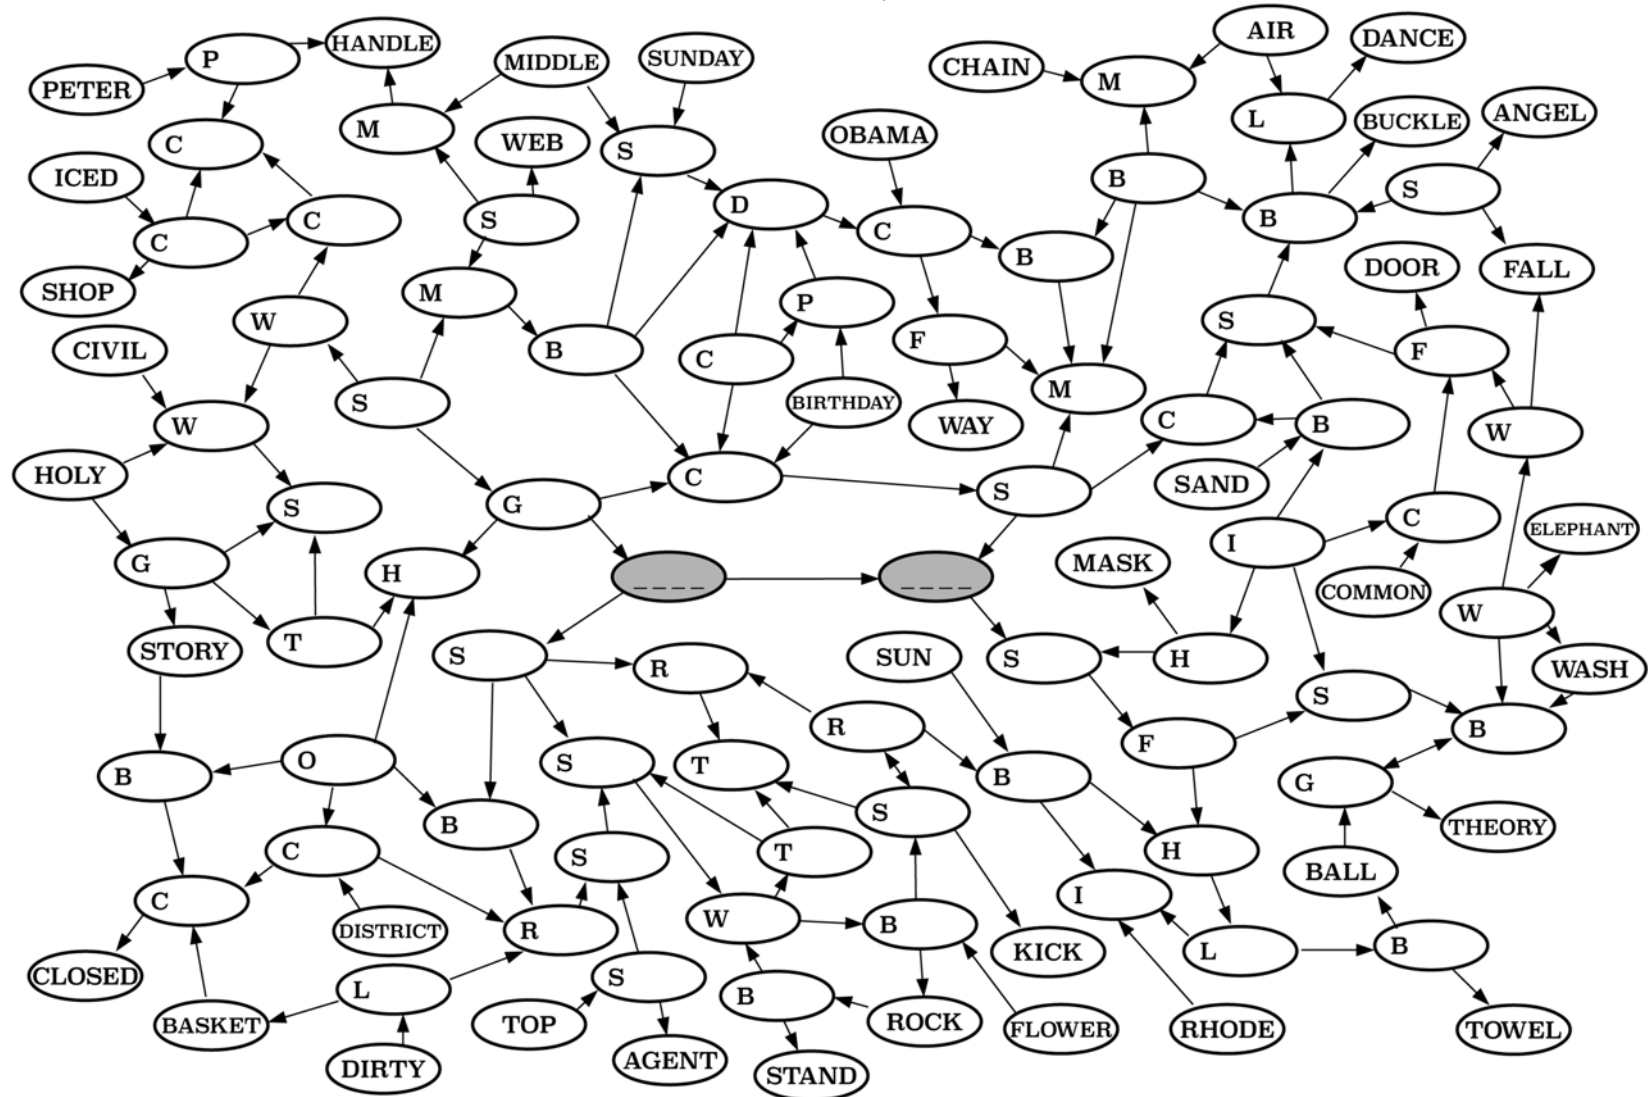 AIR
DANCE
P
HANDLE
MIDDLE
SUNDAY
CHAIN
M
PETER
L
BUCKLE
ANGEL
M
WEB
OBAMA
C
S
ICED
B
S
D
S
B
C
C
S
C
B
SHOP
M
P
DOOR
FALL
W
S
F
CIVIL
B
C
F
M
S
BIRTHDAY
C
B
W
W
WAY
HOLY
C
S
SAND
S
G
C
ELEPHANT
G
H
____
____
MASK
I
COMMON
W
STORY
T
S
R
SUN
S
H
WASH
S
R
F
B
B
O
S
T
B
G
B
S
THEORY
C
S
T
H
BALL
C
I
DISTRICT
R
W
B
KICK
L
B
CLOSED
L
S
B
BASKET
TOP
ROCK
FLOWER
RHODE
TOWEL
DIRTY
AGENT
STAND